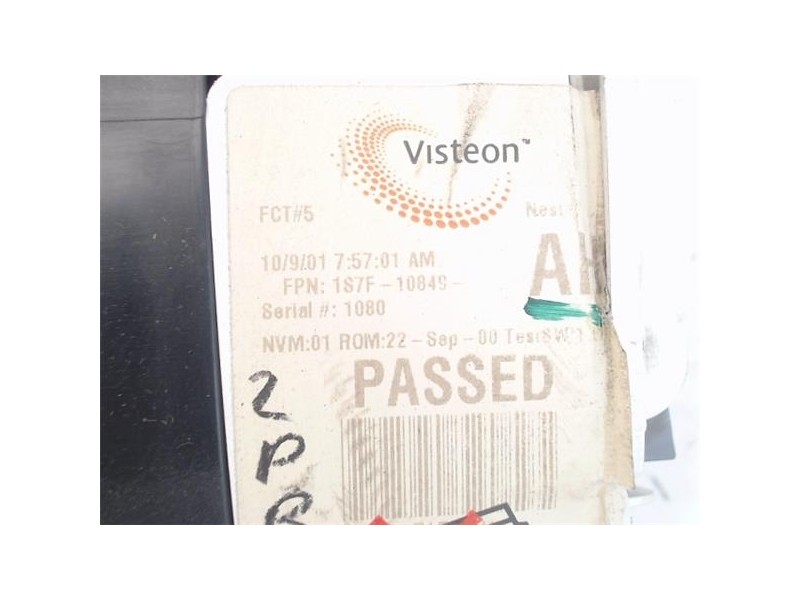 Visteon™
FCT#5
10/9/01 7:57:01 AM
FPN: 1S7F-10849-
Serial #: 1080
NVM:01 ROM:22-Sep-00
PASSED
2
P